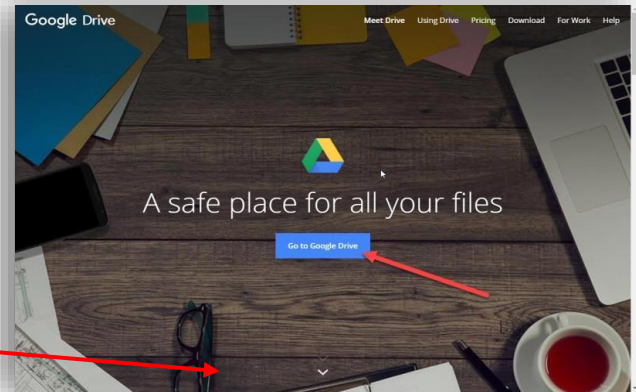 Google Drive
Meet Drive Using Drive Pricing Download For Work Help
A safe place for all your files
Go to Google Drive